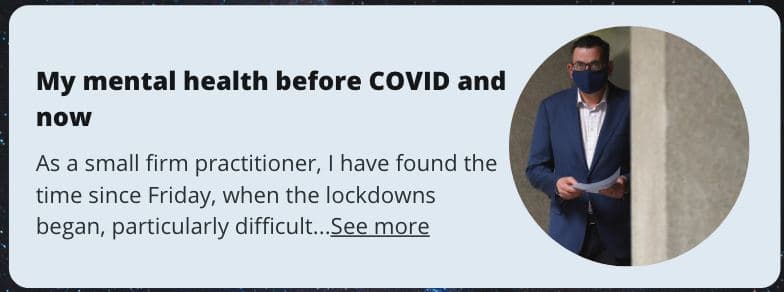 My mental health before COVID and
now
As a small firm practitioner, I have found the
time since Friday, when the lockdowns
began, particularly difficult...See more